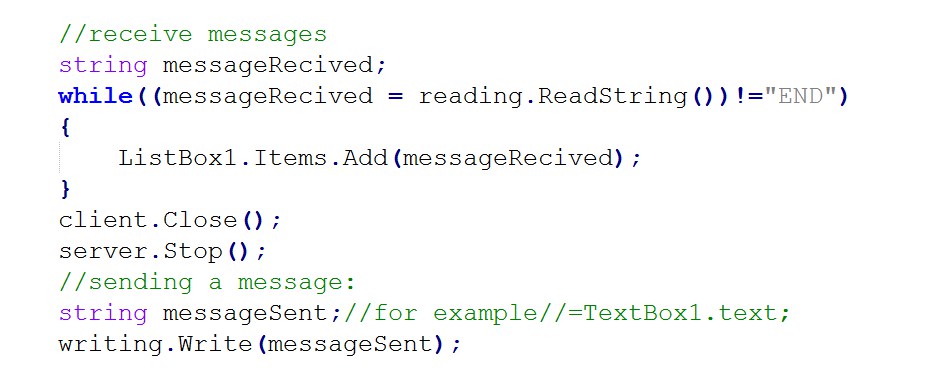 //receive messages
string messageRecived;
while((messageRecived = reading.ReadString())!="END")
{
    ListBox1.Items.Add(messageRecived);
}
client.Close();
server.Stop();
//sending a message:
string messageSent;//for example//=TextBox1.text;
writing.Write(messageSent);